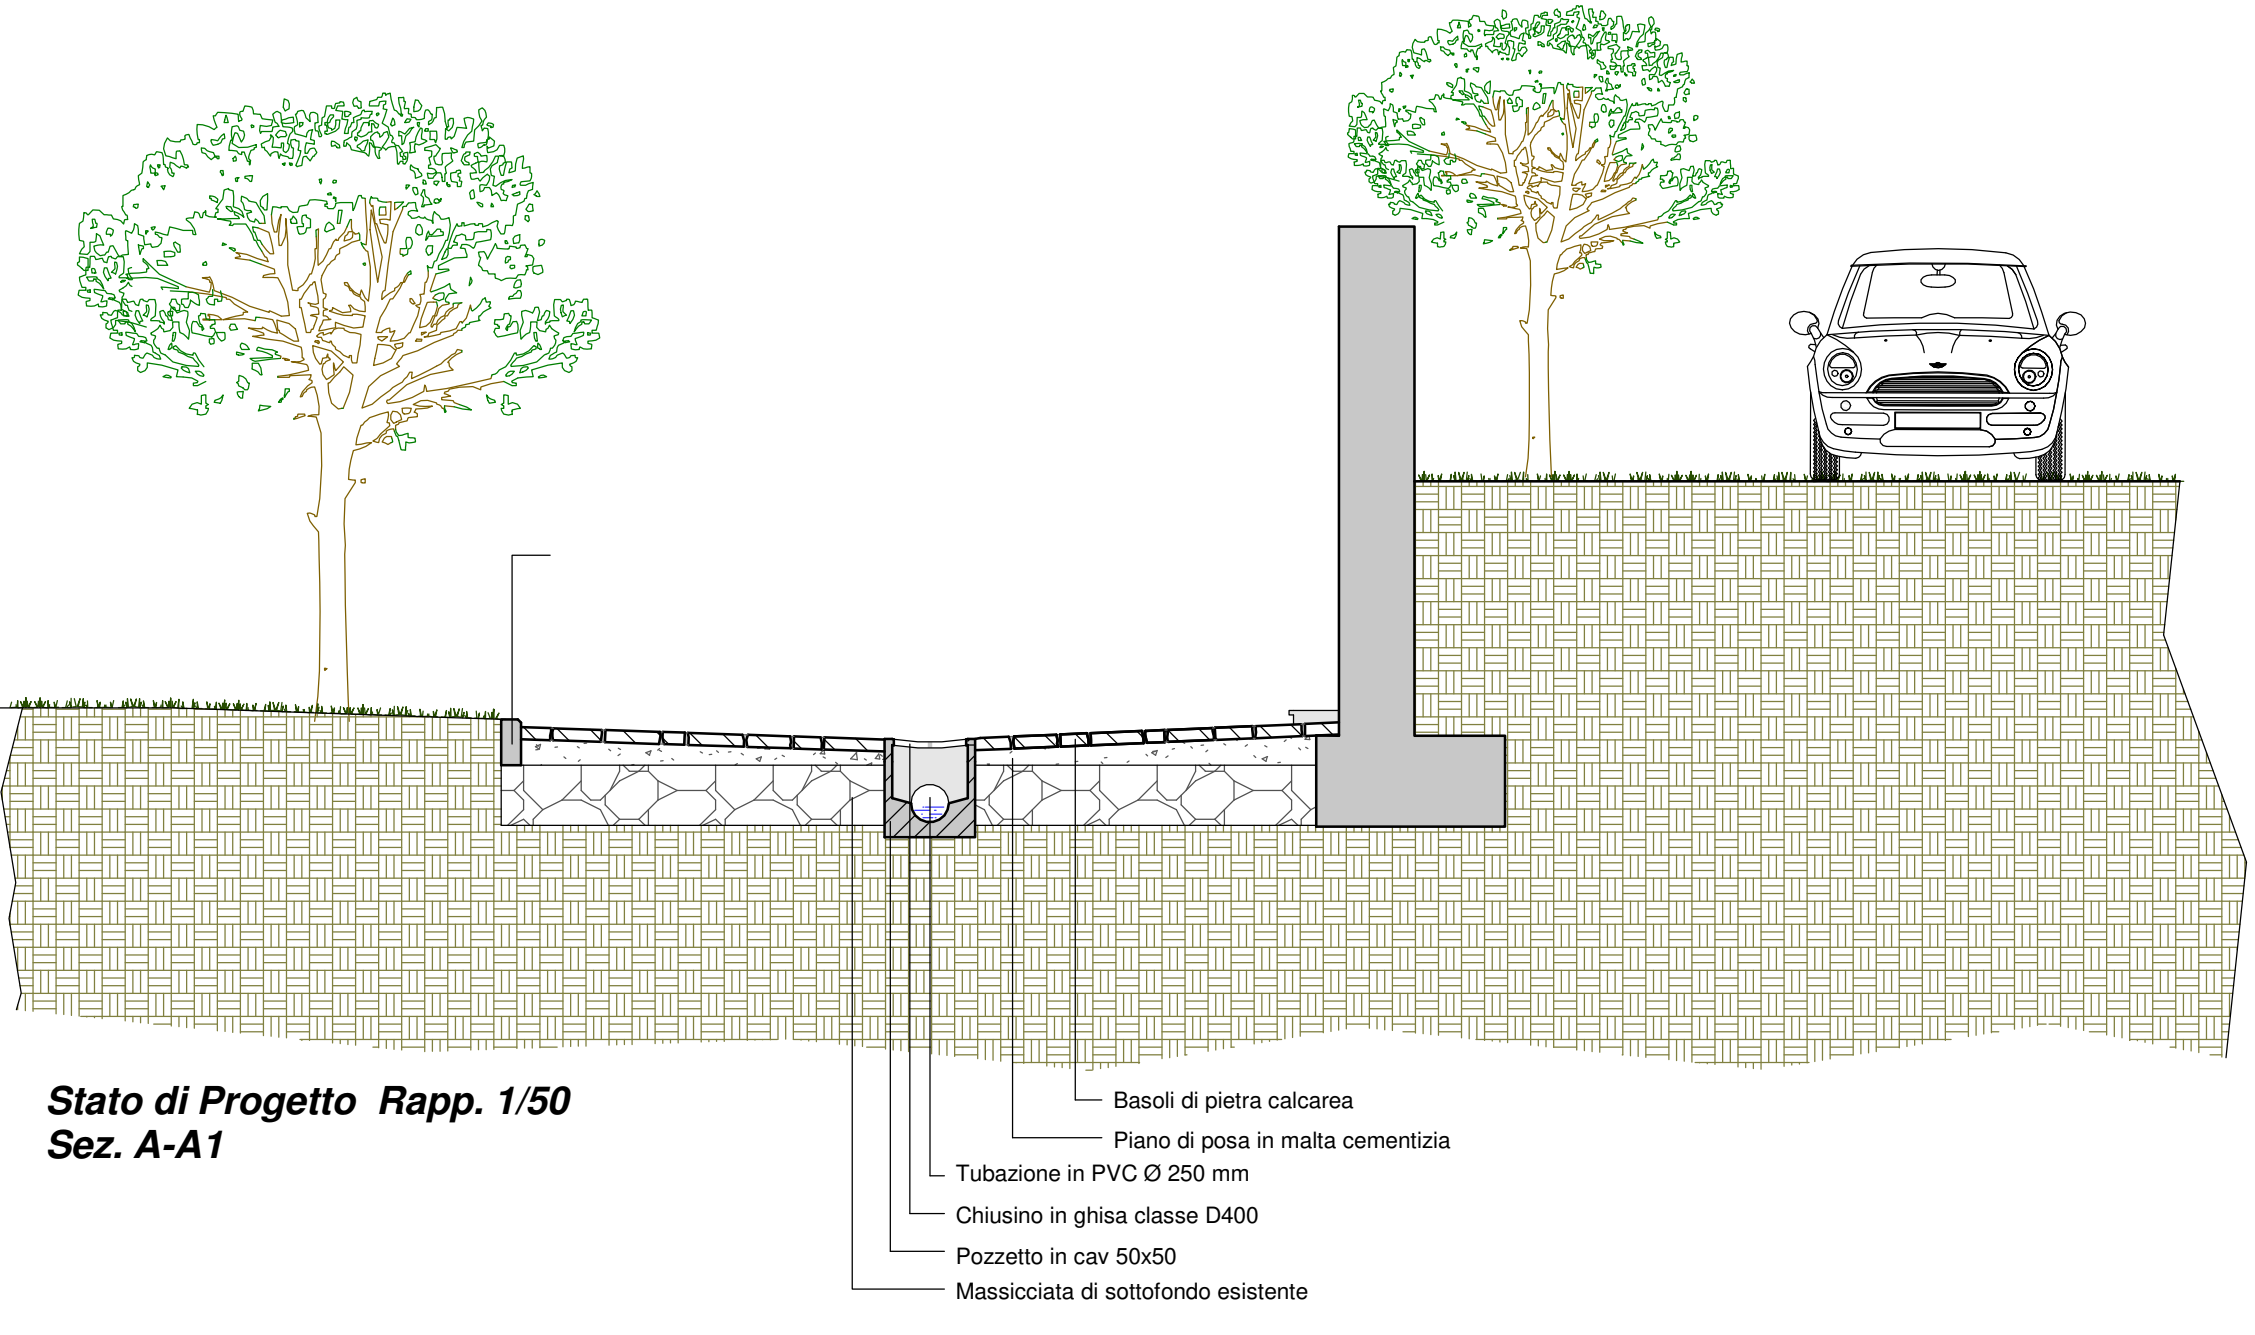 Stato di Progetto Rapp. 1/50
Sez. A-A1
Basoli di pietra calcarea
Piano di posa in malta cementizia
Tubazione in PVC Ø 250 mm
Chiusino in ghisa classe D400
Pozzetto in cav 50x50
Massicciata di sottofondo esistente